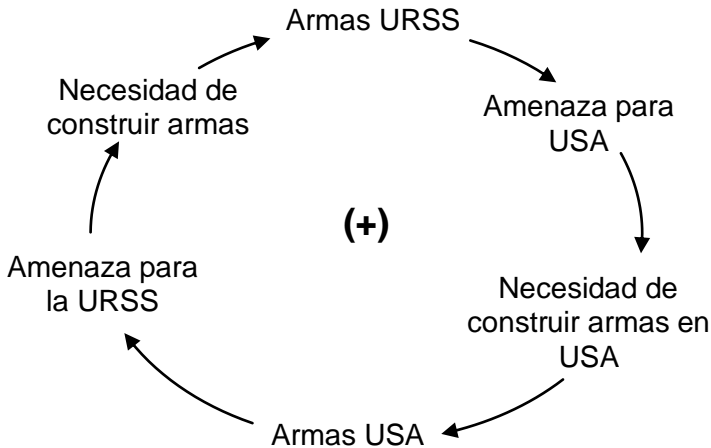 Armas URSS
Amenaza para
USA
Necesidad de
construir armas en
USA
Armas USA
Amenaza para
la URSS
Necesidad de
construir armas
(+)